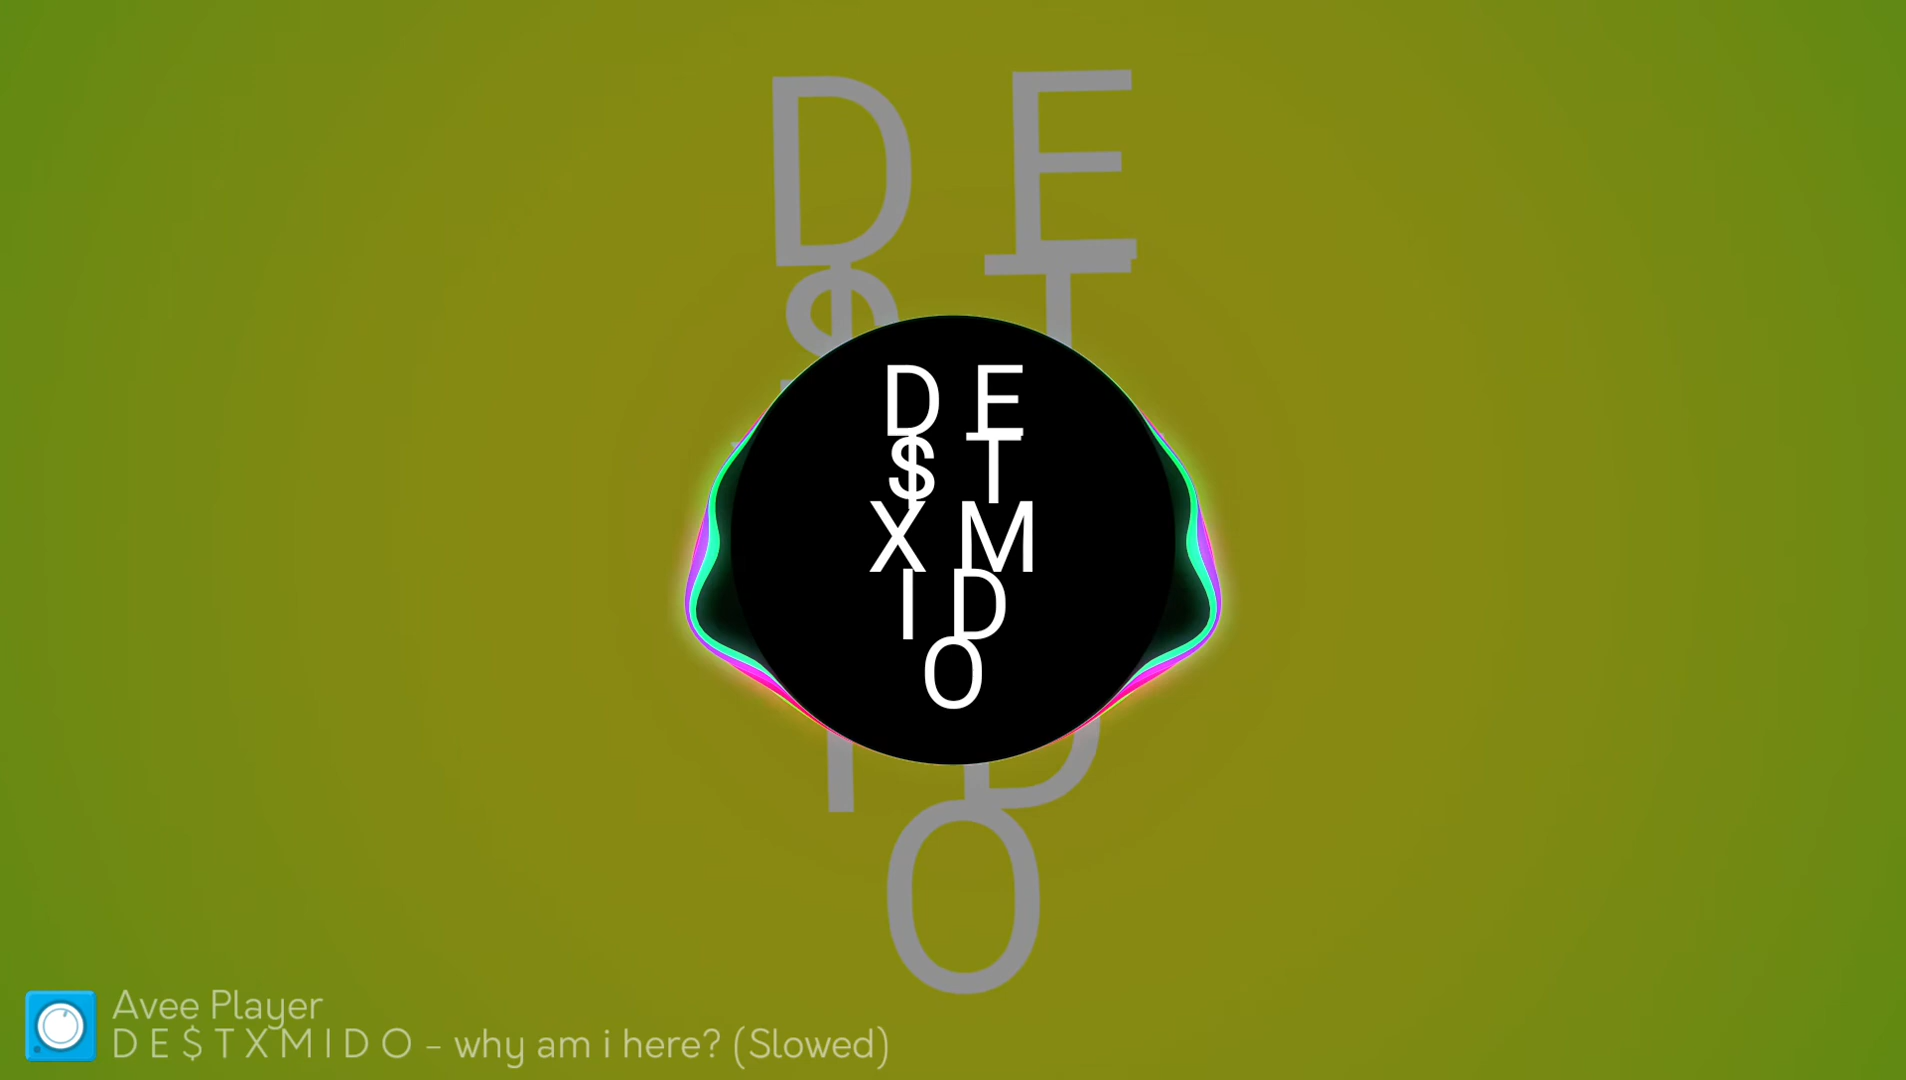 D E
$ T
D E
$ T
X M
I D
O
I D
O
Avee Player
D E $ T X M I D O - why am i here? (Slowed)